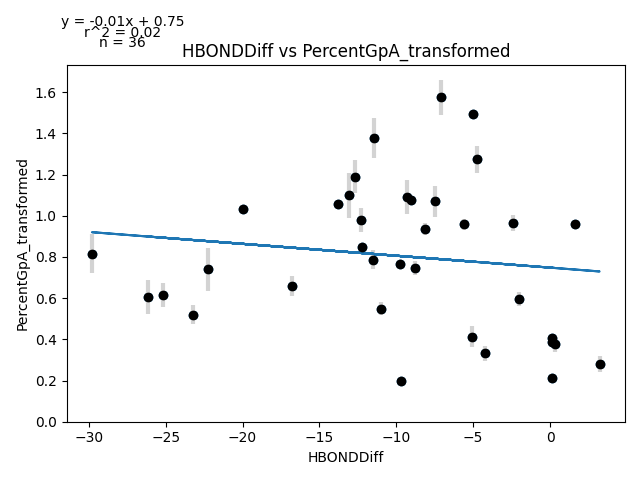 y = -0.01x + 0.75
r^2 = 0.02
n = 36
HBONDDiff vs PercentGpA_transformed
PercentGpA_transformed
1.6
1.4
1.2
1.0
0.8
0.6
0.4
0.2
0.0
−30 −25 −20 −15 −10 −5 0
HBONDDiff